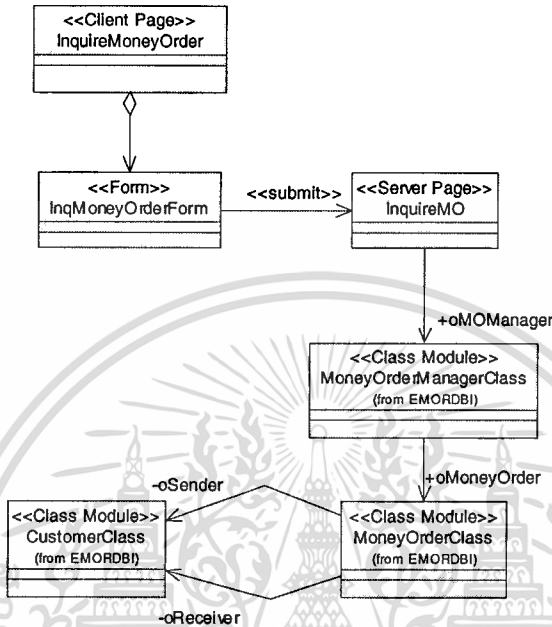 <<Client Page>>
InquireMoneyOrder
<<Form>>
InqMoneyOrderForm
<<submit>>
<<Server Page>>
InquireMO
+oMOManager
<<Class Module>>
MoneyOrderManagerClass
(from EMORDBI)
+oMoneyOrder
-oSender
<<Class Module>>
CustomerClass
(from EMORDBI)
<<Class Module>>
MoneyOrderClass
(from EMORDBI)
-oReceiver